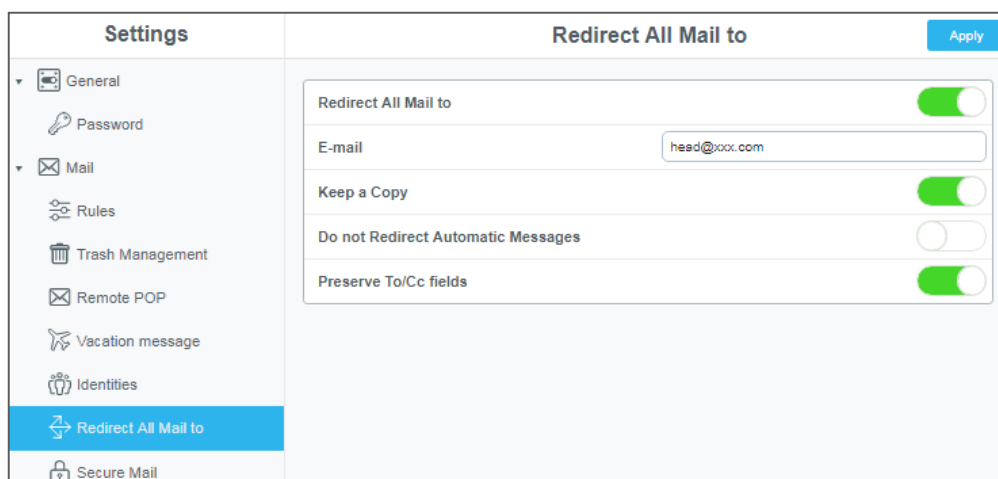 Settings
Redirect All Mail to
Apply
General
Password
Mail
Rules
Trash Management
Remote POP
Vacation message
Identities
Redirect All Mail to
Secure Mail
Redirect All Mail to
E-mail
head@xxx.com
Keep a Copy
Do not Redirect Automatic Messages
Preserve To/Cc fields